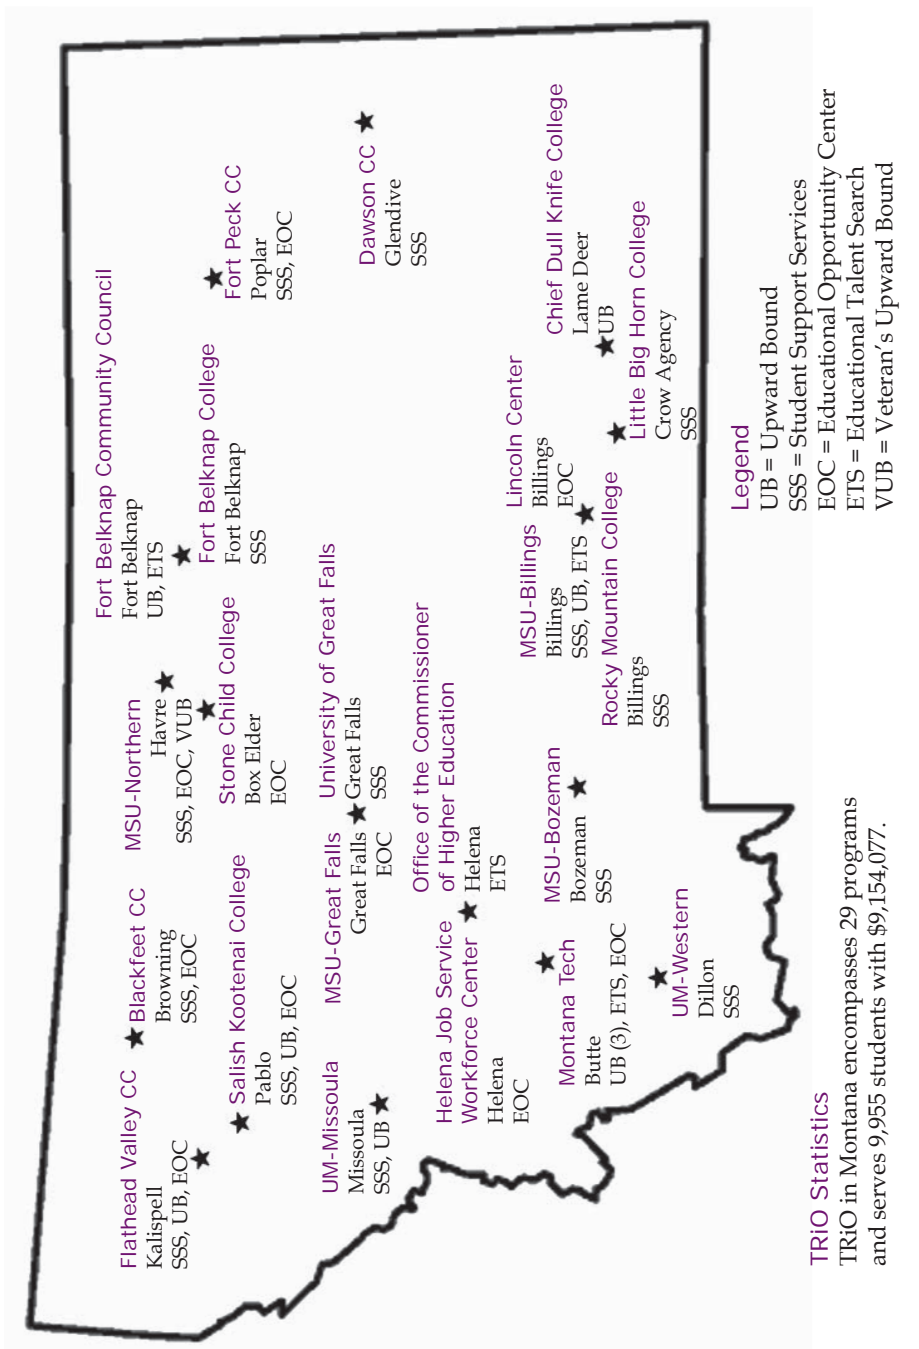 Flathead Valley CC
Kalispell
SSS, UB, EOC
Blackfeet CC
Browning
SSS, EOC
MSU-Northern
Havre
SSS, EOC, VUB
Fort Belknap Community Council
Fort Belknap
UB, ETS
Fort Belknap College
Fort Belknap
SSS
Fort Peck CC
Poplar
SSS, EOC
Salish Kootenai College
Pablo
SSS, UB, EOC
Stone Child College
Box Elder
EOC
UM-Missoula
Missoula
SSS, UB
MSU-Great Falls
Great Falls
EOC
University of Great Falls
Great Falls
SSS
Dawson CC
Glendive
SSS
Helena Job Service
Workforce Center
Helena
EOC
Office of the Commissioner
of Higher Education
Helena
ETS
Montana Tech
Butte
UB (3), ETS, EOC
MSU-Bozeman
Bozeman
SSS
MSU-Billings
Billings
SSS, UB, ETS
Lincoln Center
Billings
EOC
Chief Dull Knife College
Lame Deer
UB
Rocky Mountain College
Billings
SSS
Little Big Horn College
Crow Agency
SSS
UM-Western
Dillon
SSS
TRiO Statistics
TRiO in Montana encompasses 29 programs
and serves 9,955 students with $9,154,077.
Legend
UB = Upward Bound
SSS = Student Support Services
EOC = Educational Opportunity Center
ETS = Educational Talent Search
VUB = Veteran's Upward Bound